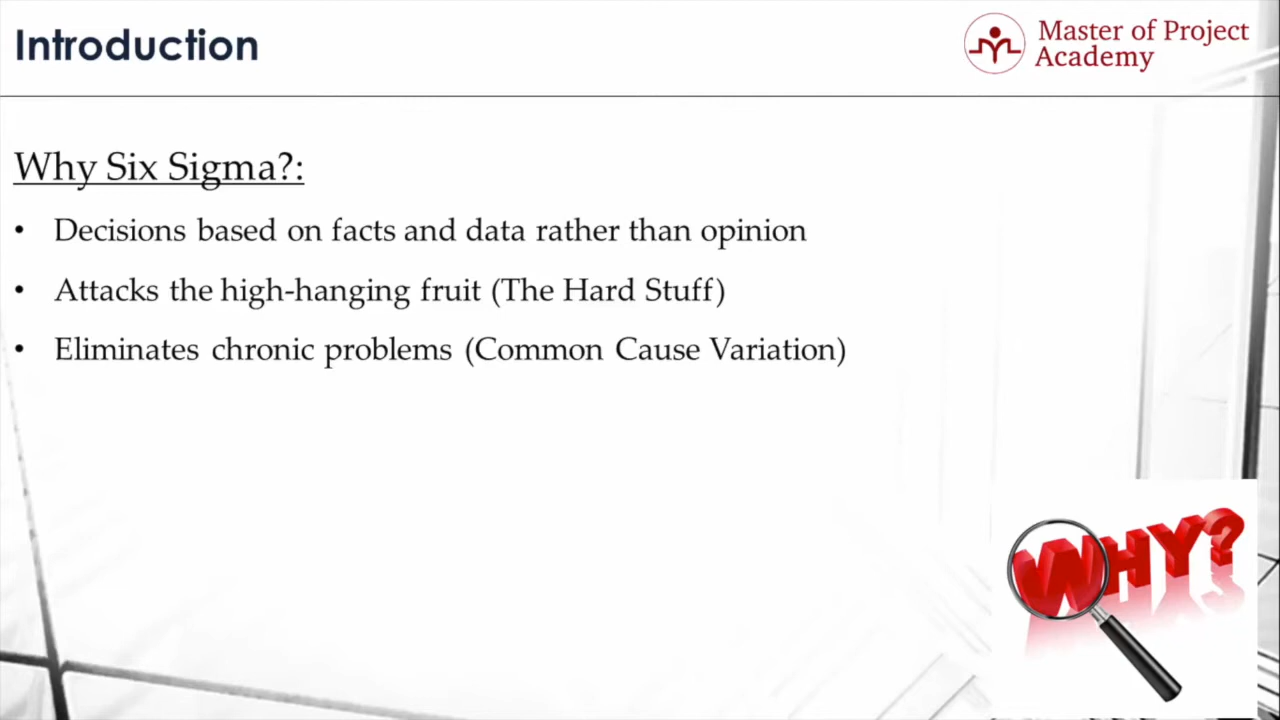 Introduction
Master of Project
Academy
Why Six Sigma?:
• Decisions based on facts and data rather than opinion
• Attacks the high-hanging fruit (The Hard Stuff)
• Eliminates chronic problems (Common Cause Variation)
WHY?